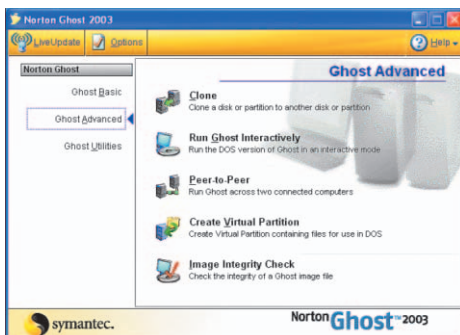 Norton Ghost 2003
LiveUpdate Options Help
Norton Ghost
Ghost Basic
Ghost Advanced
Ghost Utilities
Ghost Advanced
Clone
Clone a disk or partition to another disk or partition
Run Ghost Interactively
Run the DOS version of Ghost in an interactive mode
Peer-to-Peer
Run Ghost across two connected computers
Create Virtual Partition
Create Virtual Partition containing files for use in DOS
Image Integrity Check
Check the integrity of a Ghost image file
symantec.
Norton Ghost™ 2003